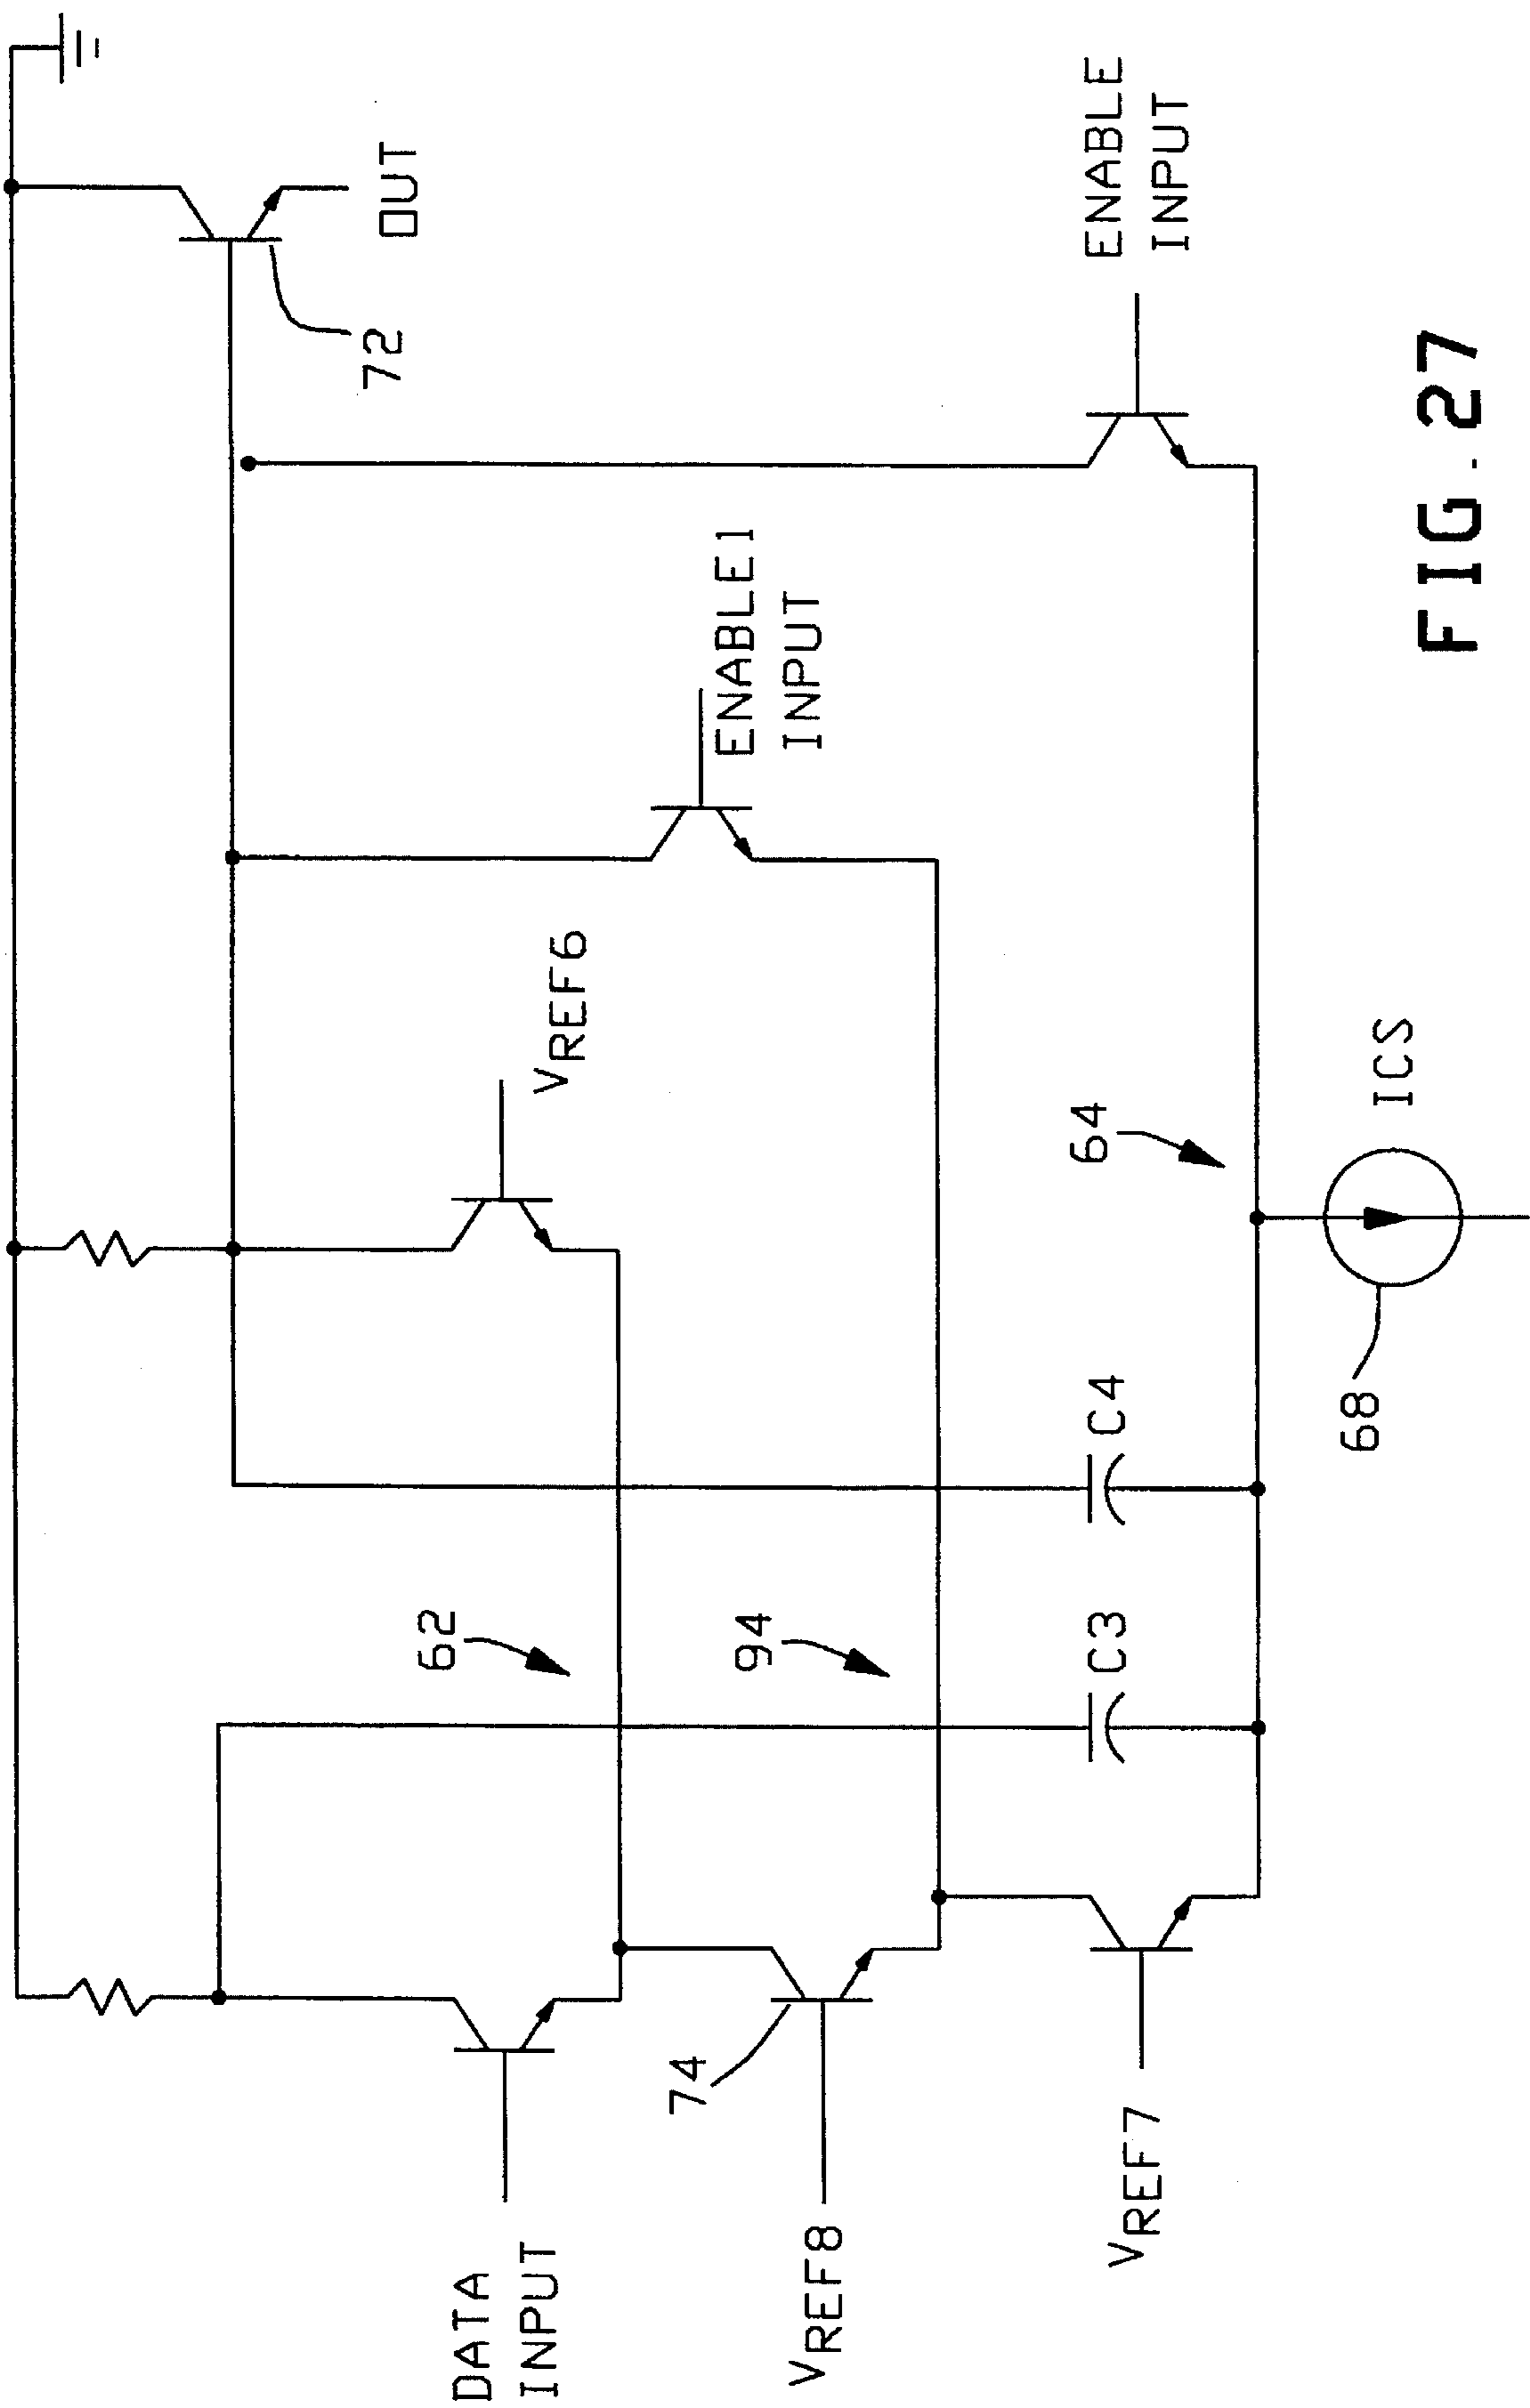 OUT
72
ENABLE
INPUT
ENABLE1
INPUT
VREF6
DATA
INPUT
62
74
VREF8
94
VREF7
C3
C4
64
68
ICS
FIG. 27